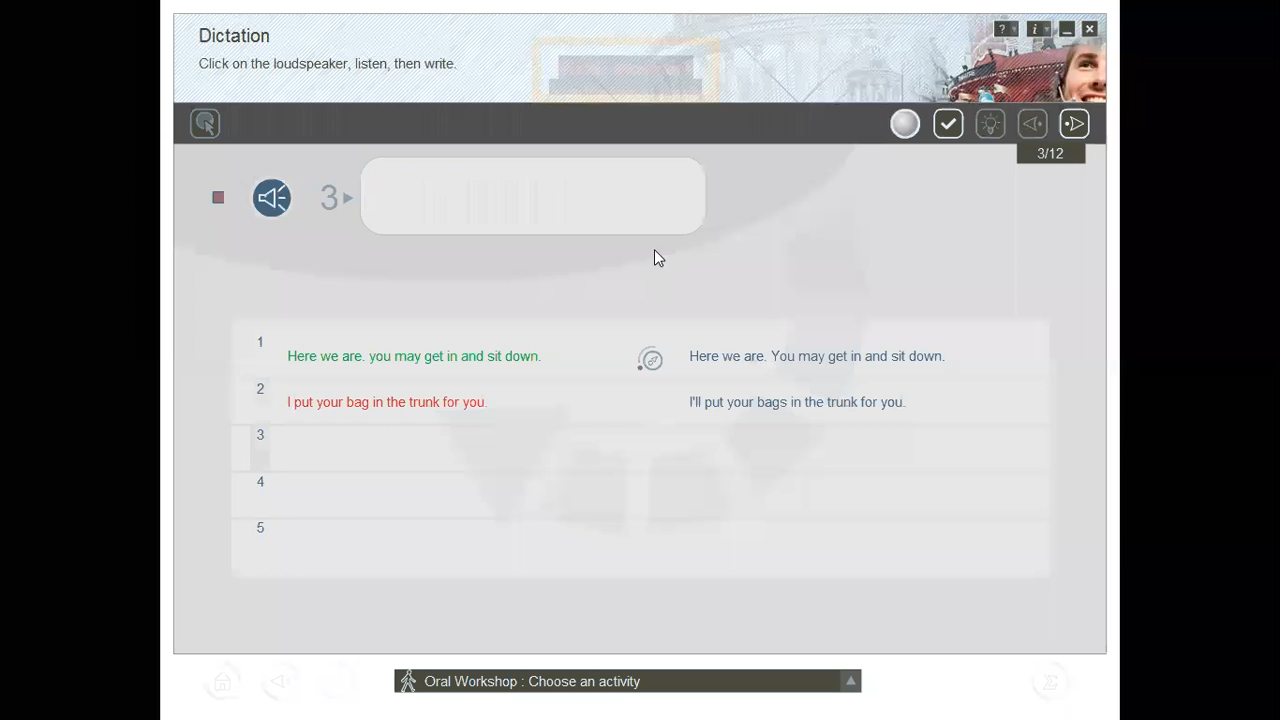 Dictation
Click on the loudspeaker, listen, then write.
3/12
3
1
Here we are. you may get in and sit down.
Here we are. You may get in and sit down.
2
I put your bag in the trunk for you.
I'll put your bags in the trunk for you.
3
4
5
Oral Workshop : Choose an activity